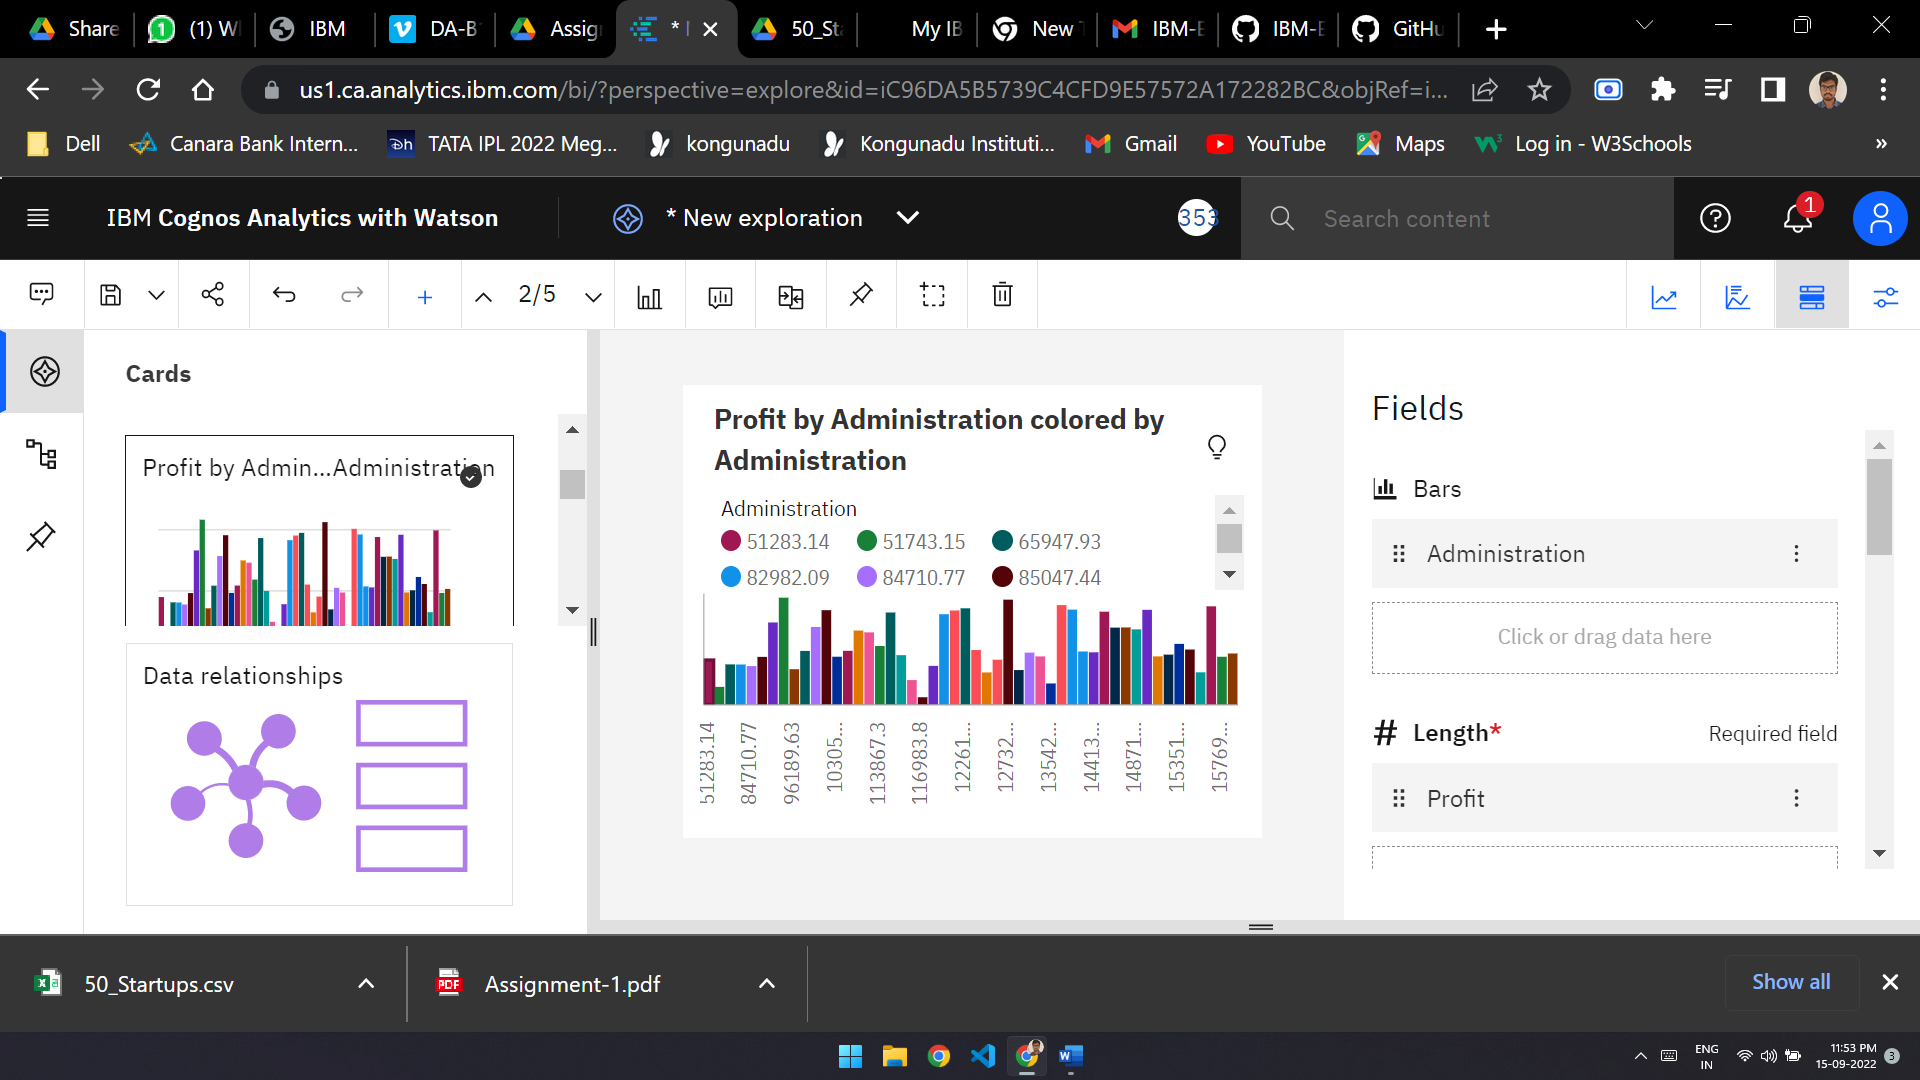 Share
(1) W
IBM
DA-B
Assig
*
50_Sta
My IB
New T
IBM-E
IBM-E
GitHu
us1.ca.analytics.ibm.com/bi/?perspective=explore&id=iC96DA5B5739C4CFD9E57572A172282BC&objRef=i...
Dell
Canara Bank Intern...
TATA IPL 2022 Meg...
kongunadu
Kongunadu Instituti...
Gmail
YouTube
Maps
Log in - W3Schools
»
IBM Cognos Analytics with Watson
* New exploration
353
Search content
1
2/5
Cards
Profit by Admin...Administration
Data relationships
Profit by Administration colored by
Administration
Administration
51283.14 51743.15 65947.93
82982.09 84710.77 85047.44
51283.14
84710.77
96189.63
10305...
113867.3
116983.8
12261...
12732...
13542...
14413...
14871...
15351...
15769...
Fields
Bars
Administration
Click or drag data here
# Length* Required field
Profit
50_Startups.csv
PDF Assignment-1.pdf
Show all
ENG
IN
11:53 PM
15-09-2022
3